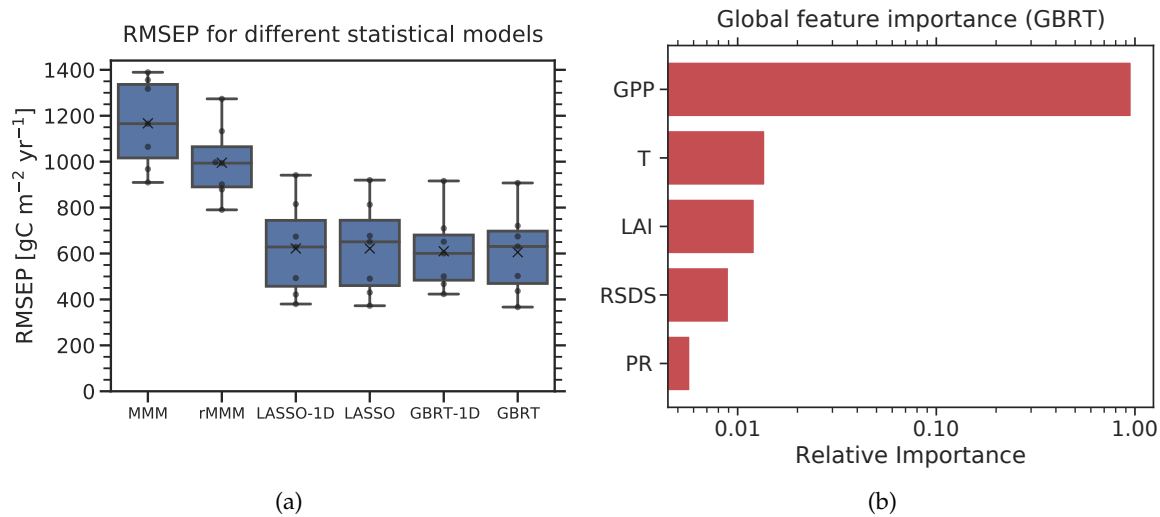 RMSEP for different statistical models
RMSEP [gC m⁻² yr⁻¹]
1400
1200
1000
800
600
400
200
0
MMM rMMM LASSO-1D LASSO GBRT-1D GBRT
(a)
Global feature importance (GBRT)
GPP
T
LAI
RSDS
PR
0.01 0.10 1.00
Relative Importance
(b)